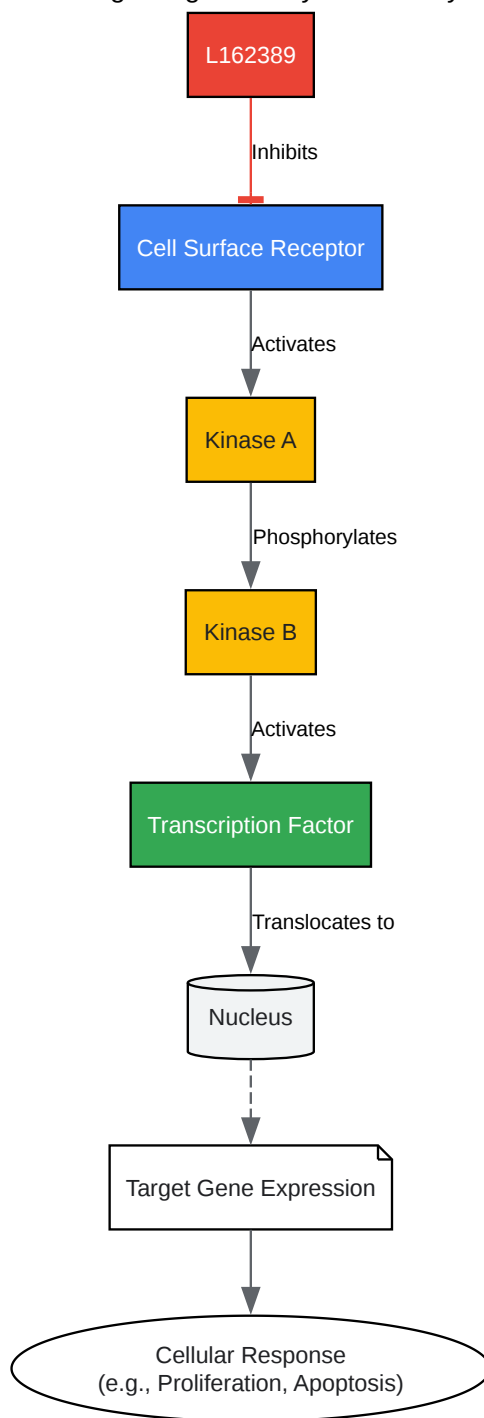 L162389
Inhibits
Cell Surface Receptor
Activates
Kinase A
Phosphorylates
Kinase B
Activates
Transcription Factor
Translocates to
Nucleus
Target Gene Expression
Cellular Response
(e.g., Proliferation, Apoptosis)